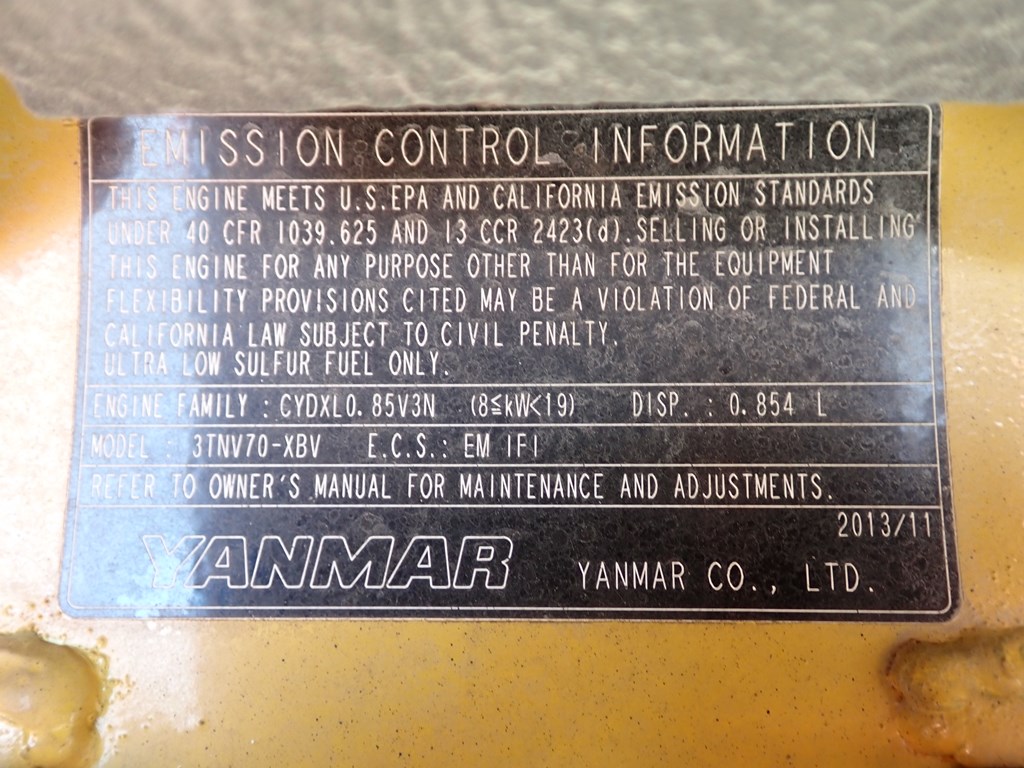 EMISSION CONTROL INFORMATION
THIS ENGINE MEETS U.S.EPA AND CALIFORNIA EMISSION STANDARDS
UNDER 40 CFR 1039.625 AND 13 CCR 2423(d).SELLING OR INSTALLING
THIS ENGINE FOR ANY PURPOSE OTHER THAN FOR THE EQUIPMENT
FLEXIBILITY PROVISIONS CITED MAY BE A VIOLATION OF FEDERAL AND
CALIFORNIA LAW SUBJECT TO CIVIL PENALTY.
ULTRA LOW SULFUR FUEL ONLY.
ENGINE FAMILY : CYDXL0.85V3N (8≦kW<19) DISP. : 0.854 L
MODEL : 3TNV70-XBV E.C.S.: EM IFI
REFER TO OWNER'S MANUAL FOR MAINTENANCE AND ADJUSTMENTS.
2013/11
YANMAR YANMAR CO., LTD.